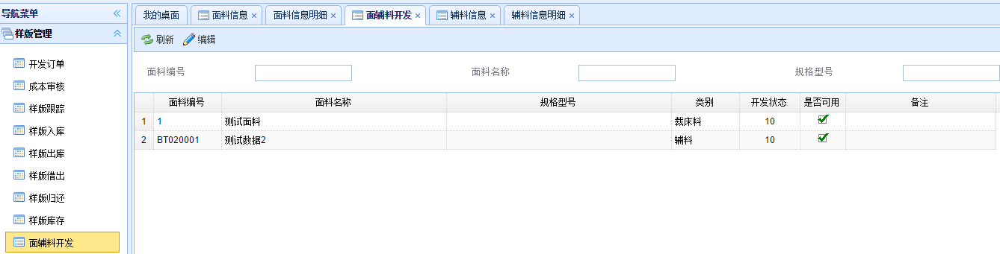 导航菜单
样版管理
开发订单
成本审核
样版跟踪
样版入库
样版出库
样版借出
样版归还
样版库存
面辅料开发
我的桌面 面料信息 面料信息明细 面辅料开发 辅料信息 辅料信息明细
刷新 编辑
面料编号 面料名称 规格型号
面料编号 面料名称 规格型号 类别 开发状态 是否可用 备注
1 1 测试面料 裁床料 10
2 BT020001 测试数据2 辅料 10